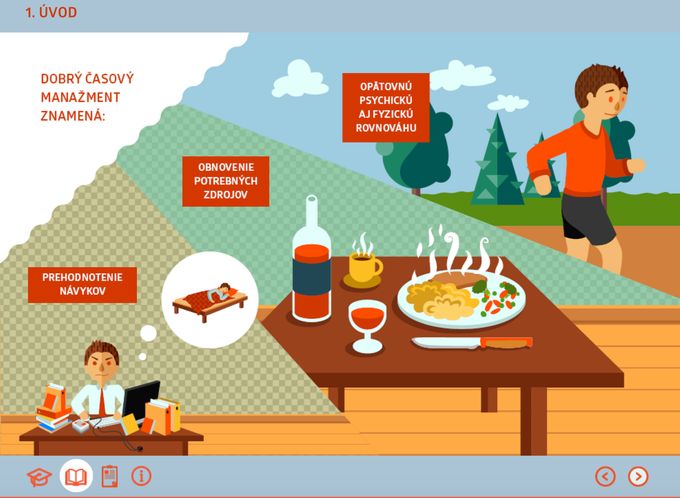 1. ÚVOD
DOBRÝ ČASOVÝ
MANAŽMENT
ZNAMENÁ:
OPÄTOVNÚ
PSYCHICKÚ
AJ FYZICKÚ
ROVNOVÁHU
OBNOVENIE
POTREBNÝCH
ZDROJOV
PREHODNOTENIE
NÁVYKOV